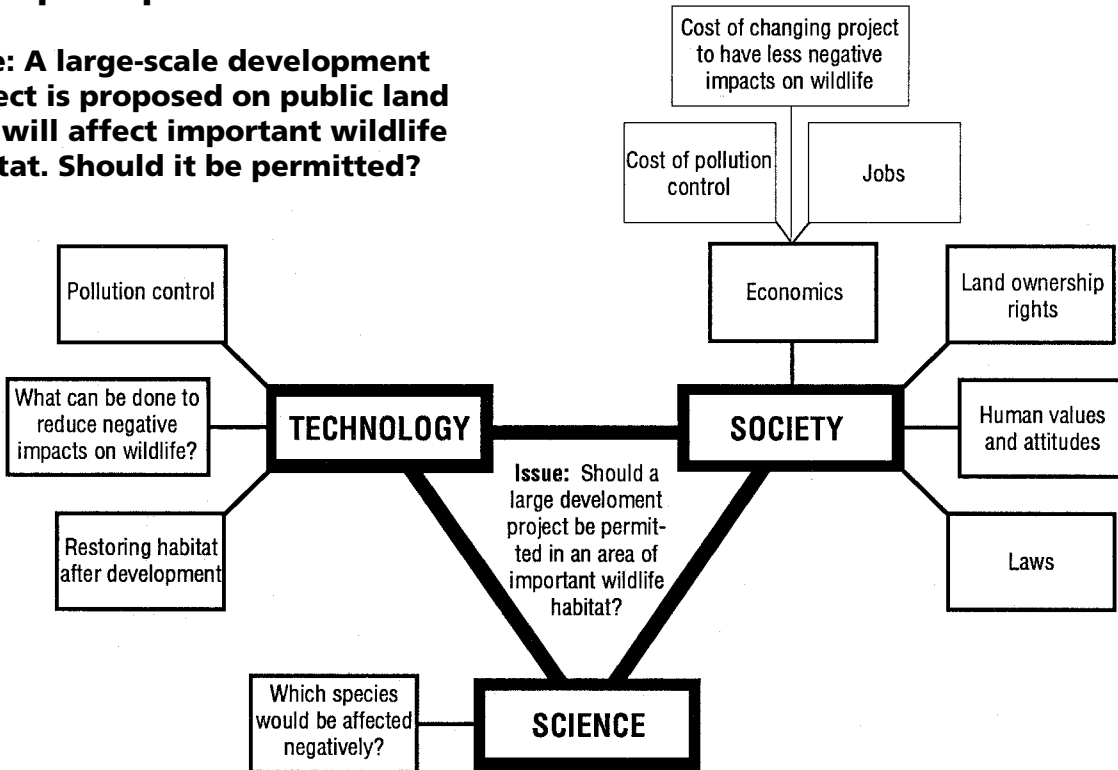 e: A large-scale development
ect is proposed on public land
will affect important wildlife
tat. Should it be permitted?
Cost of changing project
to have less negative
impacts on wildlife
Cost of pollution
control
Jobs
Pollution control
Economics
Land ownership
rights
What can be done to
reduce negative
impacts on wildlife?
TECHNOLOGY
SOCIETY
Human values
and attitudes
Issue: Should a
large develoment
project be permit-
ted in an area of
important wildlife
habitat?
Restoring habitat
after development
Laws
Which species
would be affected
negatively?
SCIENCE